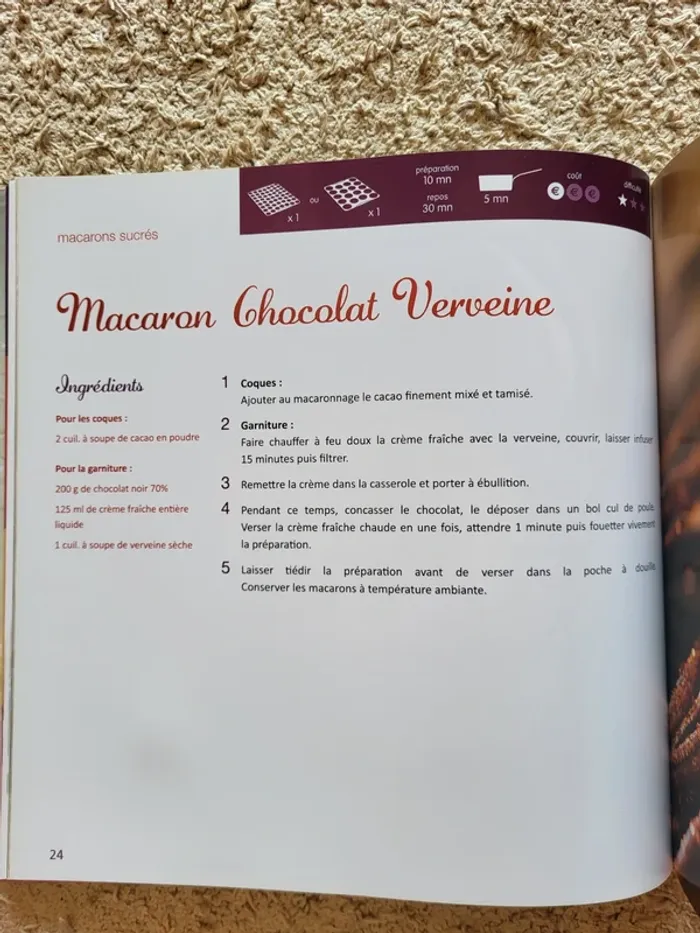 préparation
10 mn
repos
30 mn
x 1
ou
x 1
5 mn
coût
€ € €
difficulté
macarons sucrés
Macaron Chocolat Verveine
Ingrédients
Pour les coques :
2 cuil. à soupe de cacao en poudre
Pour la garniture :
200 g de chocolat noir 70%
125 ml de crème fraîche entière
liquide
1 cuil. à soupe de verveine sèche
1 Coques :
Ajouter au macaronnage le cacao finement mixé et tamisé.
2 Garniture :
Faire chauffer à feu doux la crème fraîche avec la verveine, couvrir, laisser infuser
15 minutes puis filtrer.
3 Remettre la crème dans la casserole et porter à ébullition.
4 Pendant ce temps, concasser le chocolat, le déposer dans un bol cul de poule.
Verser la crème fraîche chaude en une fois, attendre 1 minute puis fouetter vivement
la préparation.
5 Laisser tiédir la préparation avant de verser dans la poche à douille.
Conserver les macarons à température ambiante.
24